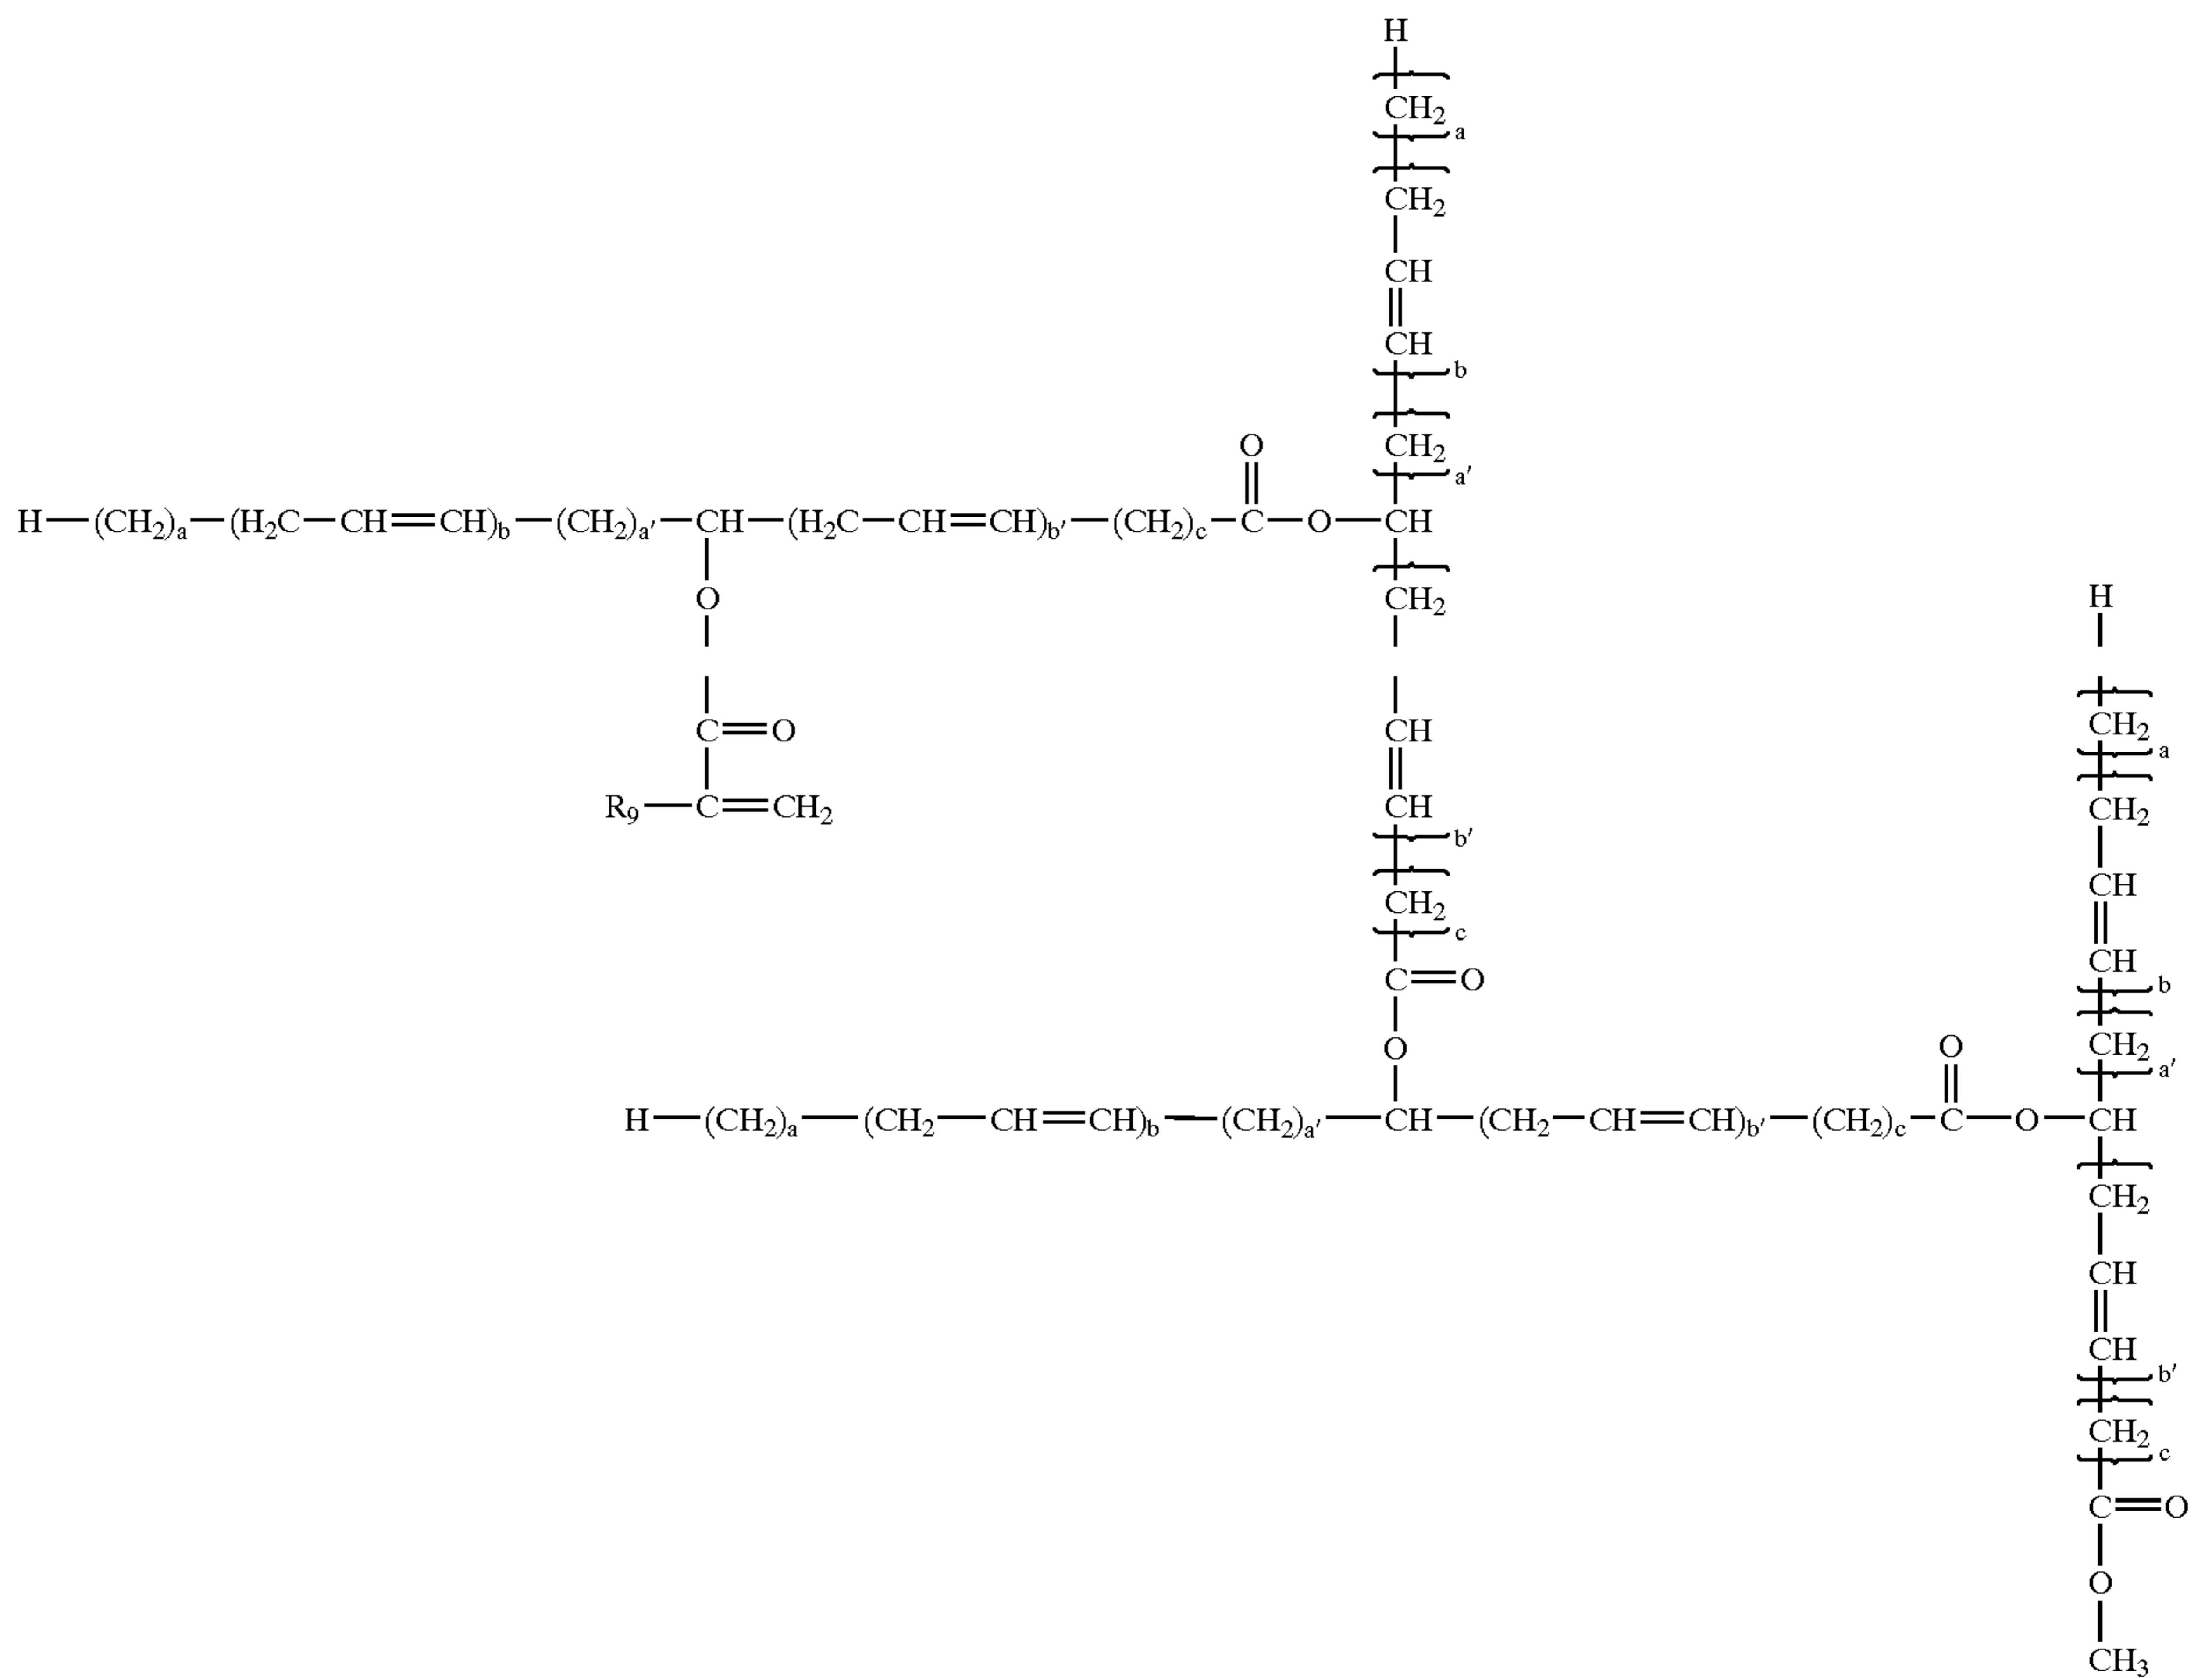 H
CH2
a
CH2
CH
CH
b
O
CH2
a′
H—(CH2)a—(H2C—CH=CH)b—(CH2)a′—CH—(H2C—CH=CH)b′—(CH2)c—C—O—CH
O
CH2
H
C=O
CH
CH2
a
R9—C=CH2
CH
CH2
b′
CH
CH2
c
CH
b
C=O
O
O
CH2
a′
H—(CH2)a—(CH2—CH=CH)b—(CH2)a′—CH—(CH2—CH=CH)b′—(CH2)c—C—O—CH
CH2
CH
CH
b′
CH2
c
C=O
O
CH3